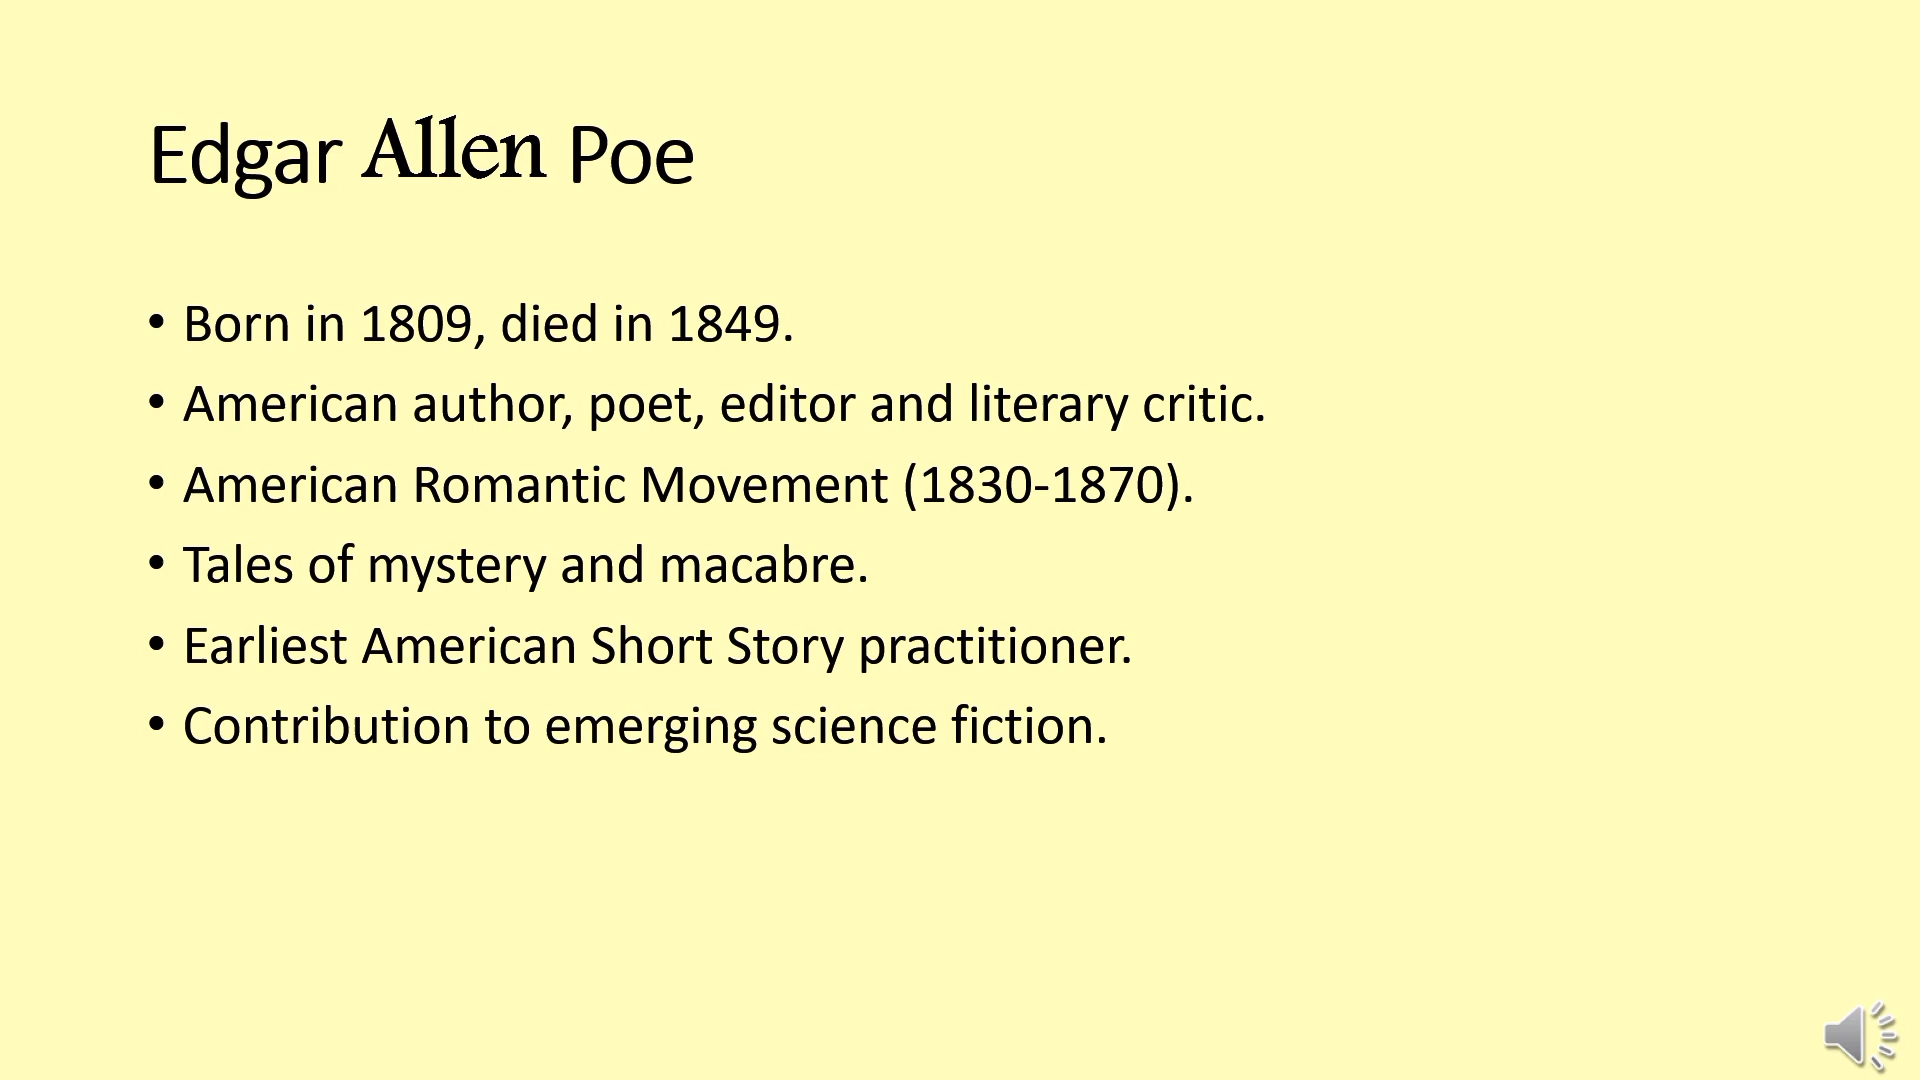 Edgar Allen Poe
• Born in 1809, died in 1849.
• American author, poet, editor and literary critic.
• American Romantic Movement (1830-1870).
• Tales of mystery and macabre.
• Earliest American Short Story practitioner.
• Contribution to emerging science fiction.